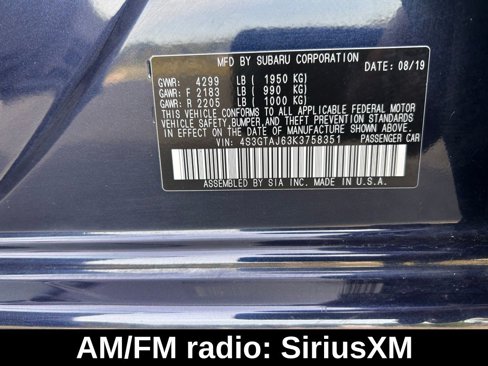 MFD BY SUBARU CORPORATION
DATE: 08/19
GVWR: 4299 LB ( 1950 KG)
GAWR: F 2183 LB ( 990 KG)
GAWR: R 2205 LB ( 1000 KG)
THIS VEHICLE CONFORMS TO ALL APPLICABLE FEDERAL MOTOR
VEHICLE SAFETY, BUMPER, AND THEFT PREVENTION STANDARDS
IN EFFECT ON THE DATE OF MANUFACTURE SHOWN ABOVE.
VIN: 4S3GTAJ63K3758351 PASSENGER CAR
ASSEMBLED BY SIA INC. MADE IN U.S.A.
AM/FM radio: SiriusXM